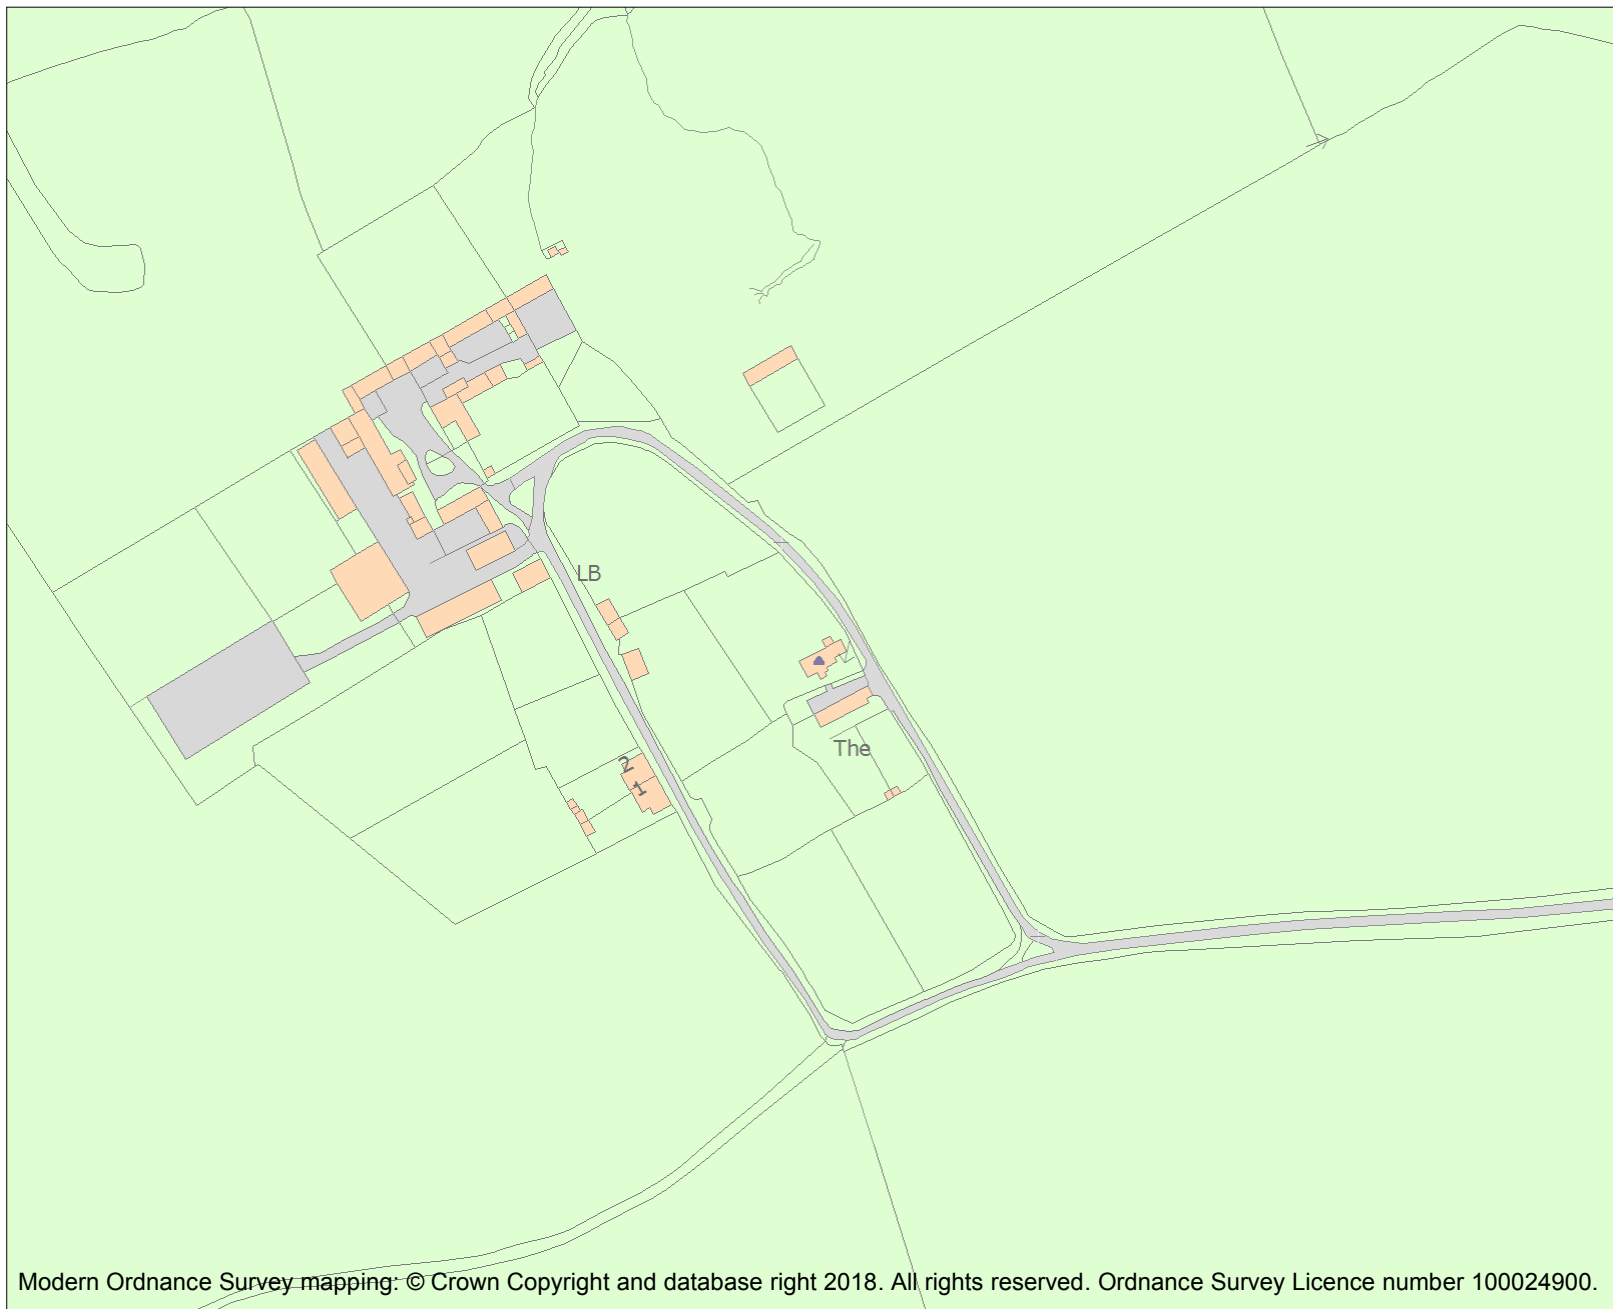 LB
The
2
1
Modern Ordnance Survey mapping: © Crown Copyright and database right 2018. All rights reserved. Ordnance Survey Licence number 100024900.